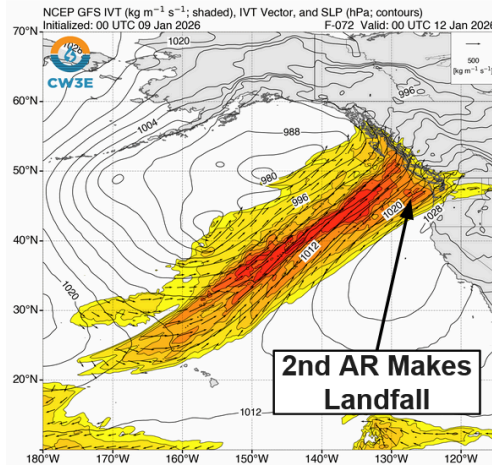 NCEP GFS IVT (kg m⁻¹ s⁻¹; shaded), IVT Vector, and SLP (hPa; contours)
Initialized: 00 UTC 09 Jan 2026 F-072 Valid: 00 UTC 12 Jan 2026
70°N
1028
1020
CW3E
500
[kg m⁻¹ s⁻¹]
996
60°N
1004
988
50°N
980
996
1020
1028
40°N
1012
1020
30°N
2nd AR Makes
Landfall
20°N
1012
10°N
180°W 170°W 160°W 150°W 140°W 130°W 120°W